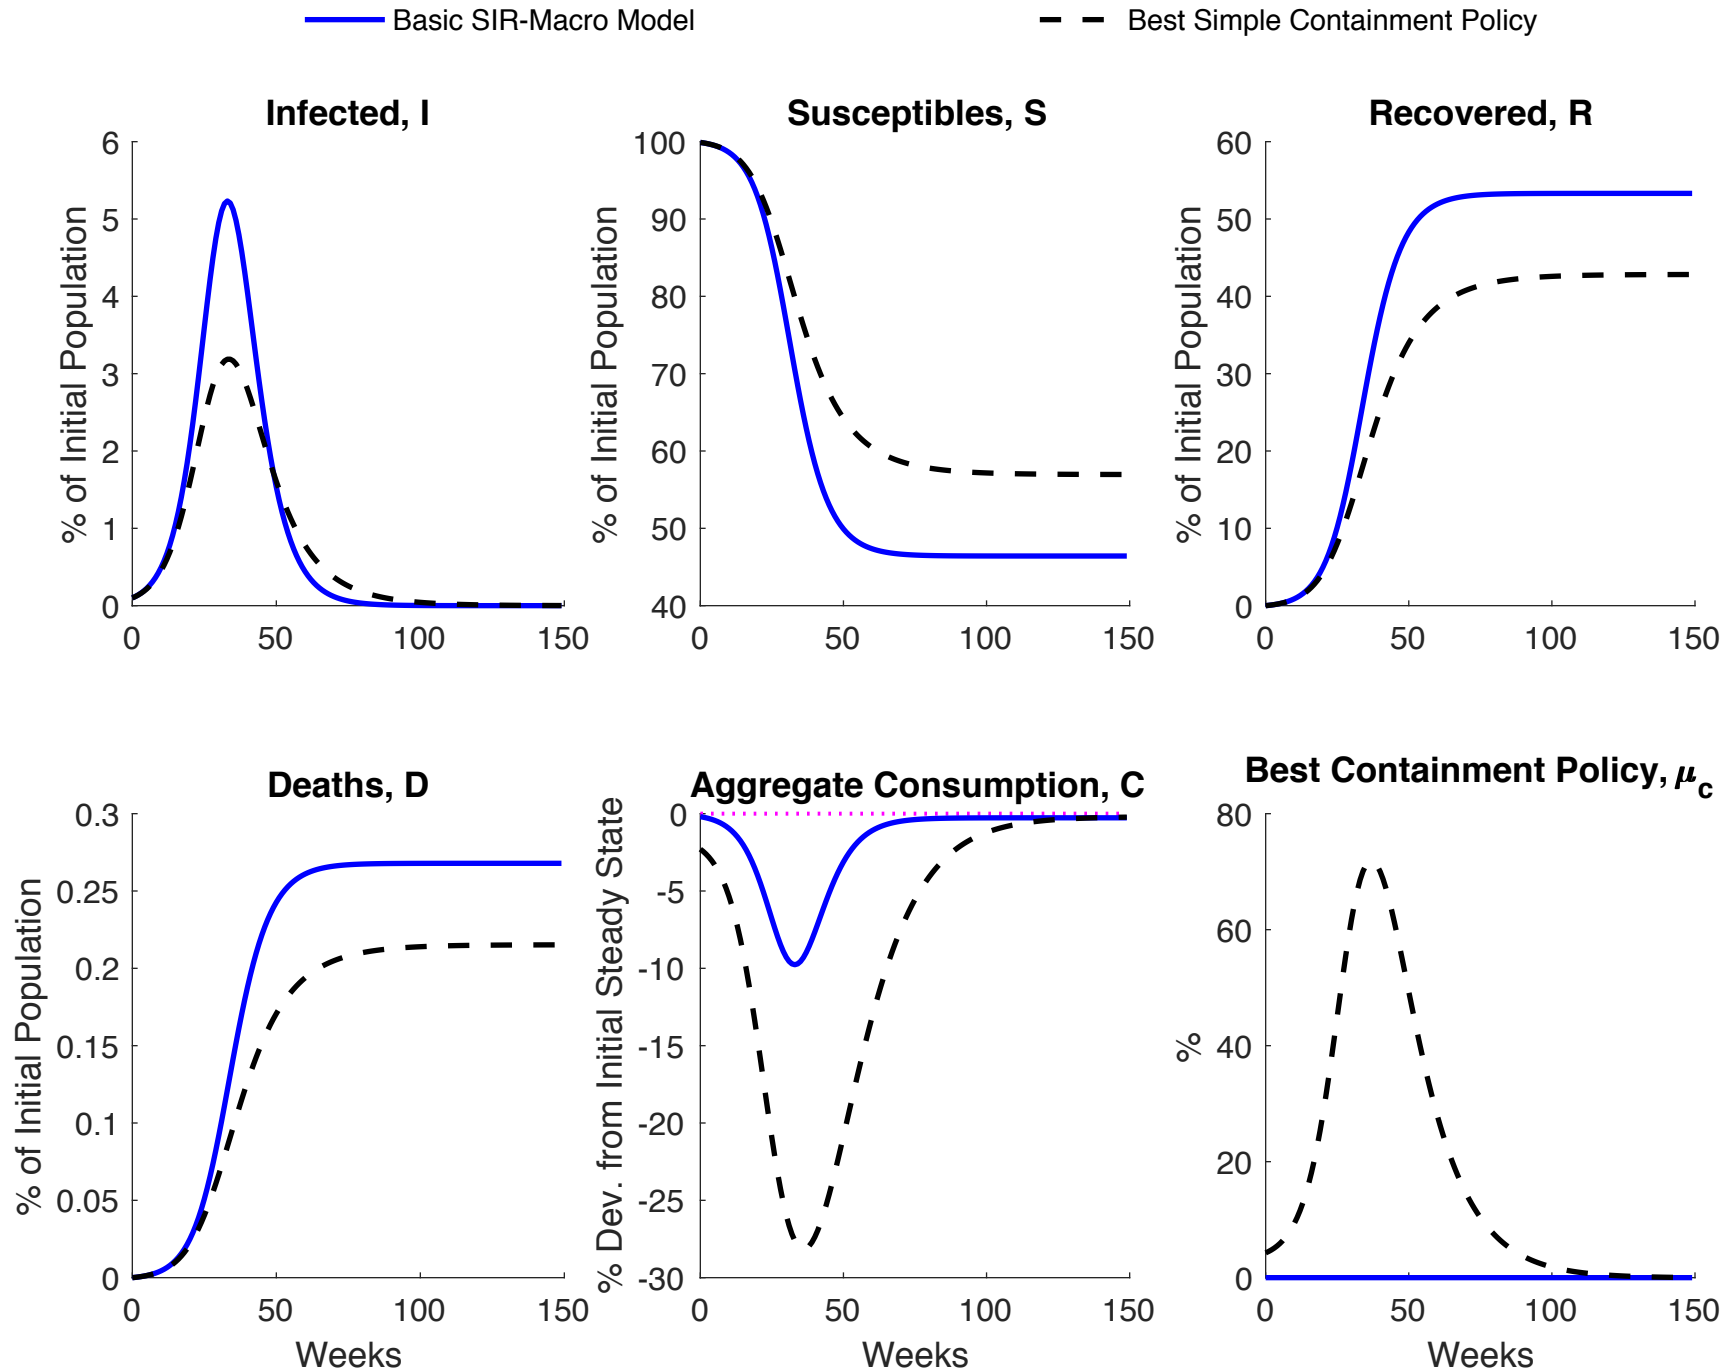 Basic SIR-Macro Model
Best Simple Containment Policy
Infected, I
% of Initial Population
6
5
4
3
2
1
0
0 50 100 150
Susceptibles, S
% of Initial Population
100
90
80
70
60
50
40
0 50 100 150
Recovered, R
% of Initial Population
60
50
40
30
20
10
0
0 50 100 150
Deaths, D
% of Initial Population
0.3
0.25
0.2
0.15
0.1
0.05
0
0 50 100 150
Weeks
Aggregate Consumption, C
% Dev. from Initial Steady State
0
-5
-10
-15
-20
-25
-30
0 50 100 150
Weeks
Best Containment Policy, μc
%
80
60
40
20
0
0 50 100 150
Weeks